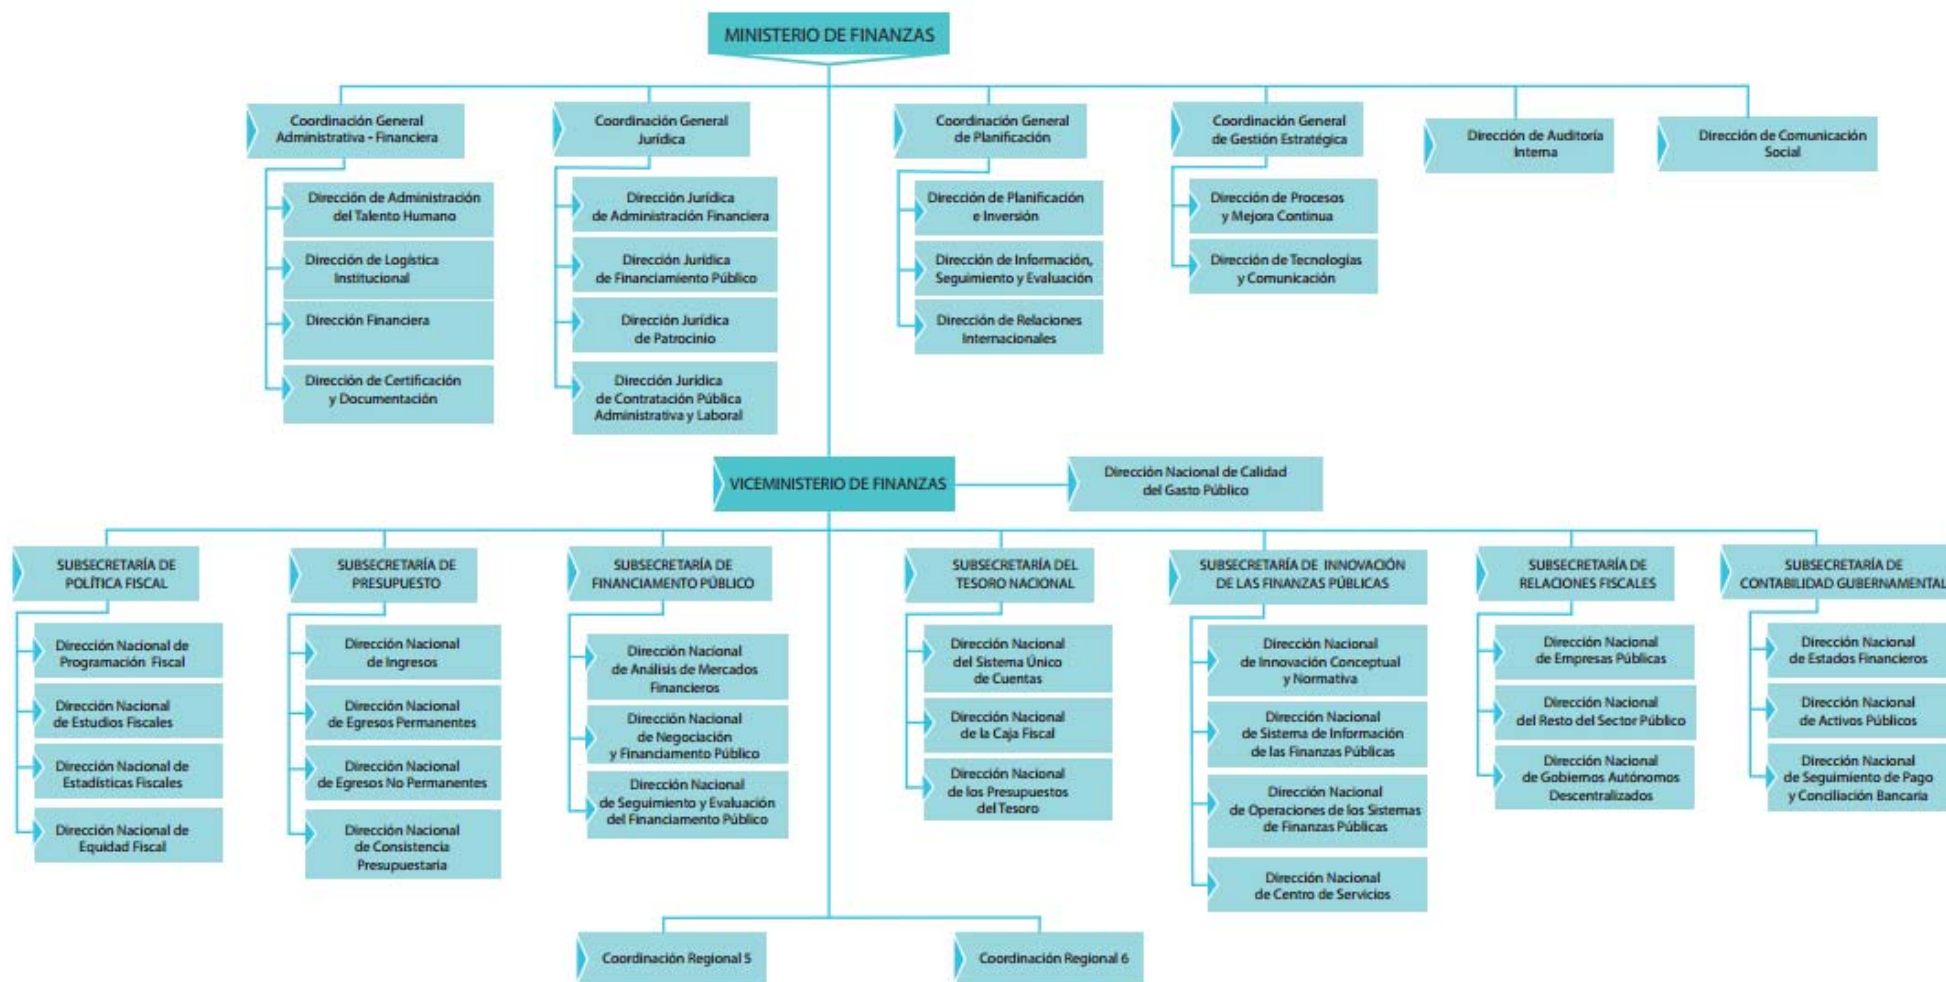 MINISTERIO DE FINANZAS
Coordinación General
Administrativa - Financiera
Dirección de Administración
del Talento Humano
Dirección de Logística
Institucional
Dirección Financiera
Dirección de Certificación
y Documentación
Coordinación General
Jurídica
Dirección Jurídica
de Administración Financiera
Dirección Jurídica
de Financiamiento Público
Dirección Jurídica
de Patrocinio
Dirección Jurídica
de Contratación Pública
Administrativa y Laboral
Coordinación General
de Planificación
Dirección de Planificación
e Inversión
Dirección de Información,
Seguimiento y Evaluación
Dirección de Relaciones
Internacionales
Coordinación General
de Gestión Estratégica
Dirección de Procesos
y Mejora Continua
Dirección de Tecnologías
y Comunicación
Dirección de Auditoría
Interna
Dirección de Comunicación
Social
VICEMINISTERIO DE FINANZAS
Dirección Nacional de Calidad
del Gasto Público
SUBSECRETARÍA DE
POLÍTICA FISCAL
Dirección Nacional de
Programación Fiscal
Dirección Nacional
de Estudios Fiscales
Dirección Nacional de
Estadísticas Fiscales
Dirección Nacional de
Equidad Fiscal
SUBSECRETARÍA DE
PRESUPUESTO
Dirección Nacional
de Ingresos
Dirección Nacional
de Egresos Permanentes
Dirección Nacional
de Egresos No Permanentes
Dirección Nacional
de Consistencia
Presupuestaria
SUBSECRETARÍA DE
FINANCIAMENTO PÚBLICO
Dirección Nacional
de Análisis de Mercados
Financieros
Dirección Nacional
de Negociación
y Financiamento Público
Dirección Nacional
de Seguimiento y Evaluación
del Financiamento Público
SUBSECRETARÍA DEL
TESORO NACIONAL
Dirección Nacional
del Sistema Único
de Cuentas
Dirección Nacional
de la Caja Fiscal
Dirección Nacional
de los Presupuestos
del Tesoro
SUBSECRETARÍA DE INNOVACIÓN
DE LAS FINANZAS PÚBLICAS
Dirección Nacional
de Innovación Conceptual
y Normativa
Dirección Nacional
de Sistema de Información
de las Finanzas Públicas
Dirección Nacional
de Operaciones de los Sistemas
de Finanzas Públicas
Dirección Nacional
de Centro de Servicios
SUBSECRETARÍA DE
RELACIONES FISCALES
Dirección Nacional
de Empresas Públicas
Dirección Nacional
del Resto del Sector Público
Dirección Nacional
de Gobiernos Autónomos
Descentralizados
SUBSECRETARÍA DE
CONTABILIDAD GUBERNAMENTAL
Dirección Nacional
de Estados Financieros
Dirección Nacional
de Activos Públicos
Dirección Nacional
de Seguimiento de Pago
y Conciliación Bancaria
Coordinación Regional 5
Coordinación Regional 6